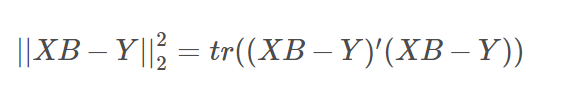 ||XB − Y||₂² = tr((XB − Y)′(XB − Y))